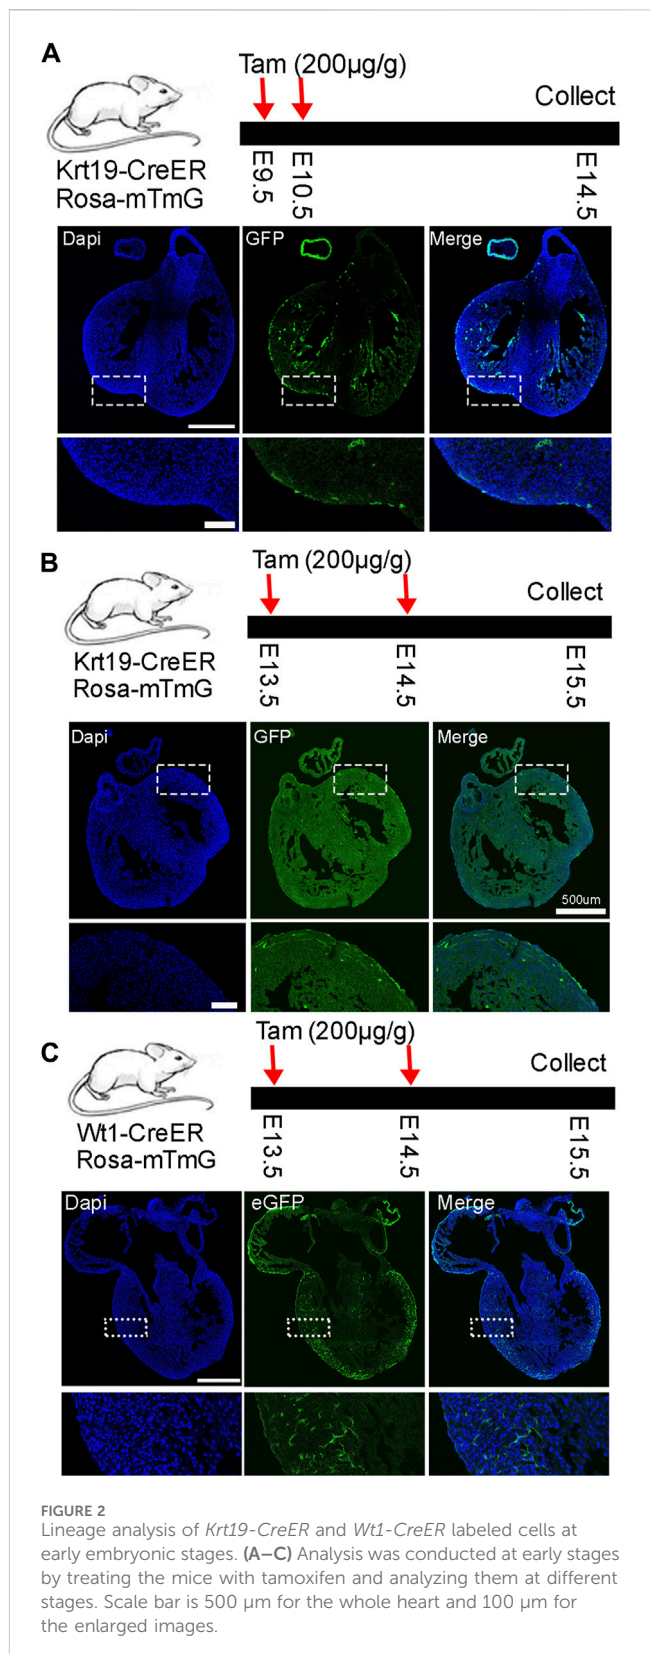 A
Tam (200µg/g)
Collect
Krt19-CreER
Rosa-mTmG
E9.5
E10.5
E14.5
Dapi
GFP
Merge
B
Tam (200µg/g)
Collect
Krt19-CreER
Rosa-mTmG
E13.5
E14.5
E15.5
Dapi
GFP
Merge
500um
C
Tam (200µg/g)
Collect
Wt1-CreER
Rosa-mTmG
E13.5
E14.5
E15.5
Dapi
eGFP
Merge
FIGURE 2
Lineage analysis of Krt19-CreER and Wt1-CreER labeled cells at
early embryonic stages. (A–C) Analysis was conducted at early stages
by treating the mice with tamoxifen and analyzing them at different
stages. Scale bar is 500 µm for the whole heart and 100 µm for
the enlarged images.